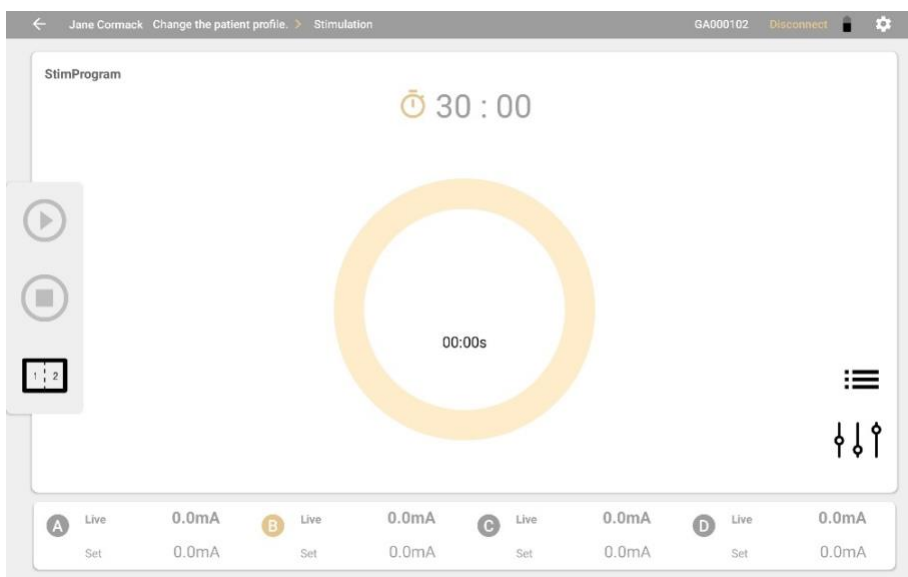 Jane Cormack Change the patient profile. > Stimulation GA000102 Disconnect
StimProgram
30 : 00
00:00s
1 2
A Live 0.0mA B Live 0.0mA C Live 0.0mA D Live 0.0mA
Set 0.0mA Set 0.0mA Set 0.0mA Set 0.0mA